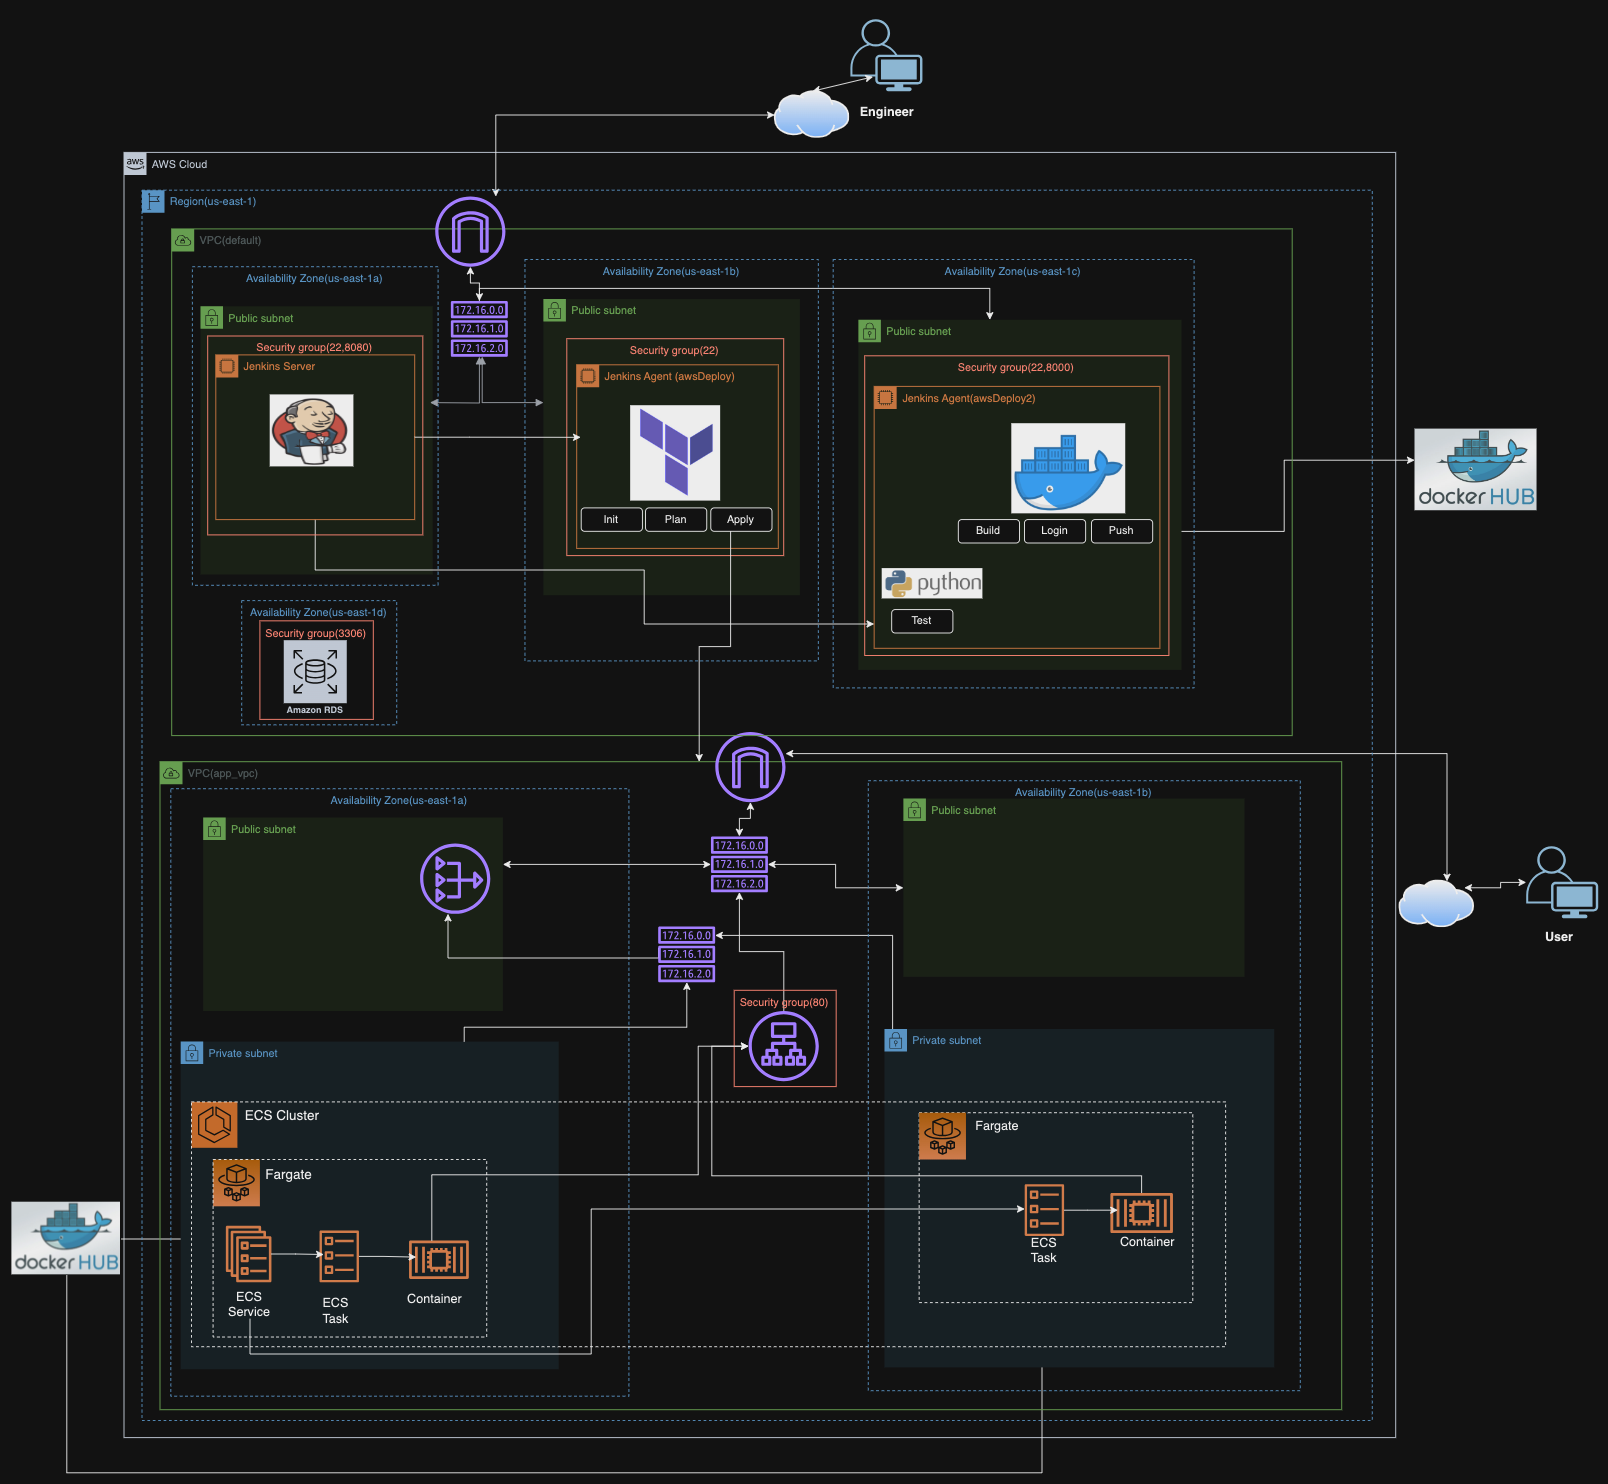 Engineer
aws
AWS Cloud
Region(us-east-1)
VPC(default)
Availability Zone(us-east-1a)
Public subnet
Security group(22,8080)
Jenkins Server
172.16.0.0
172.16.1.0
172.16.2.0
Availability Zone(us-east-1b)
Public subnet
Security group(22)
Jenkins Agent (awsDeploy)
Init
Plan
Apply
Availability Zone(us-east-1c)
Public subnet
Security group(22,8000)
Jenkins Agent(awsDeploy2)
Build
Login
Push
python
Test
docker HUB
Availability Zone(us-east-1d)
Security group(3306)
Amazon RDS
VPC(app_vpc)
Availability Zone(us-east-1a)
Public subnet
172.16.0.0
172.16.1.0
172.16.2.0
Availability Zone(us-east-1b)
Public subnet
User
172.16.0.0
172.16.1.0
172.16.2.0
Security group(80)
Private subnet
Private subnet
ECS Cluster
Fargate
ECS
Service
ECS
Task
Container
Fargate
ECS
Task
Container
docker HUB